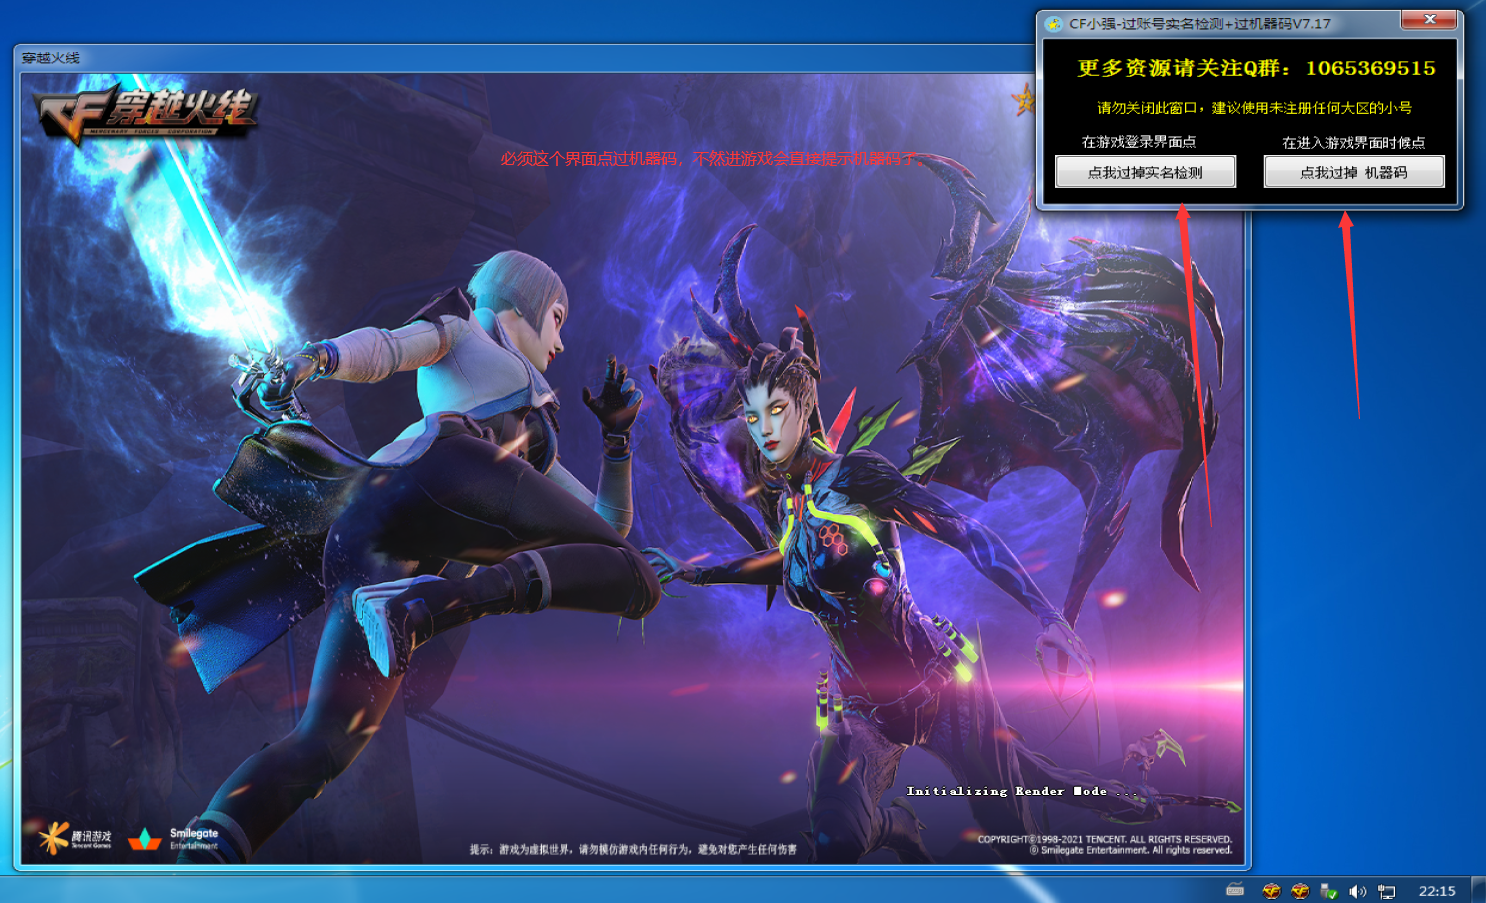 CF小强-过账号实名检测+过机器码V7.17
更多资源请关注Q群：1065369515
请勿关闭此窗口，建议使用未注册任何大区的小号
在游戏登录界面点
在进入游戏界面时候点
点我过掉实名检测
点我过掉 机器码
穿越火线
CF穿越火线
MERCENARY FORCES CORPORATION
必须这个界面点过机器码，不然进游戏会直接提示机器码了。
Initializing Render Mode ...
腾讯游戏
Tencent Games
Smilegate
Entertainment
提示：游戏为虚拟世界，请勿模仿游戏内任何行为，避免对您产生任何伤害
COPYRIGHT©1998-2021 TENCENT. ALL RIGHTS RESERVED.
© Smilegate Entertainment. All rights reserved.
22:15